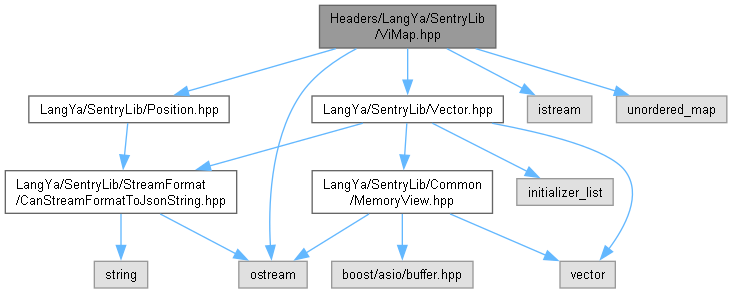 Headers/LangYa/SentryLib
/ViMap.hpp
LangYa/SentryLib/Position.hpp
LangYa/SentryLib/Vector.hpp
istream
unordered_map
LangYa/SentryLib/StreamFormat
/CanStreamFormatToJsonString.hpp
LangYa/SentryLib/Common
/MemoryView.hpp
initializer_list
string
ostream
boost/asio/buffer.hpp
vector